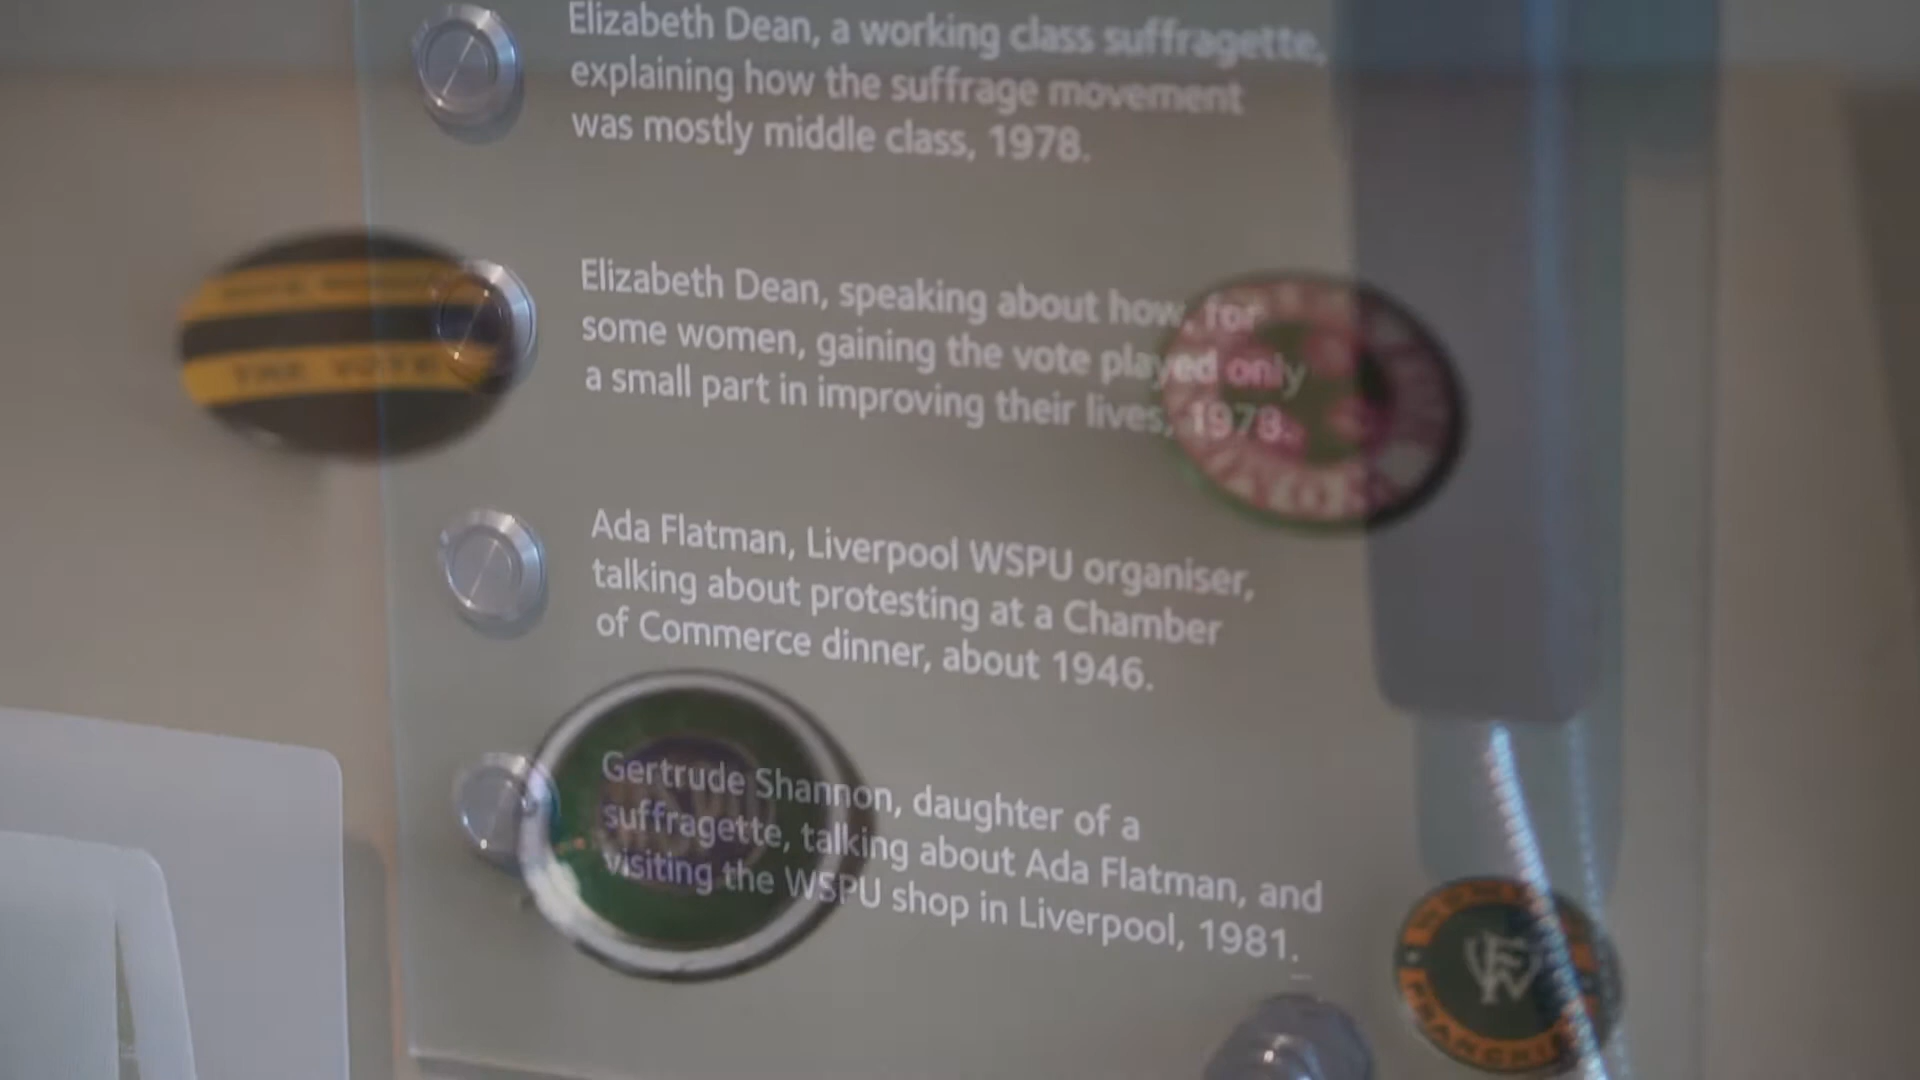 Elizabeth Dean, a working class suffragette,
explaining how the suffrage movement
was mostly middle class, 1978.
Elizabeth Dean, speaking about how, for
some women, gaining the vote played only
a small part in improving their lives, 1978.
THE VOTE
Ada Flatman, Liverpool WSPU organiser,
talking about protesting at a Chamber
of Commerce dinner, about 1946.
Gertrude Shannon, daughter of a
suffragette, talking about Ada Flatman, and
visiting the WSPU shop in Liverpool, 1981.